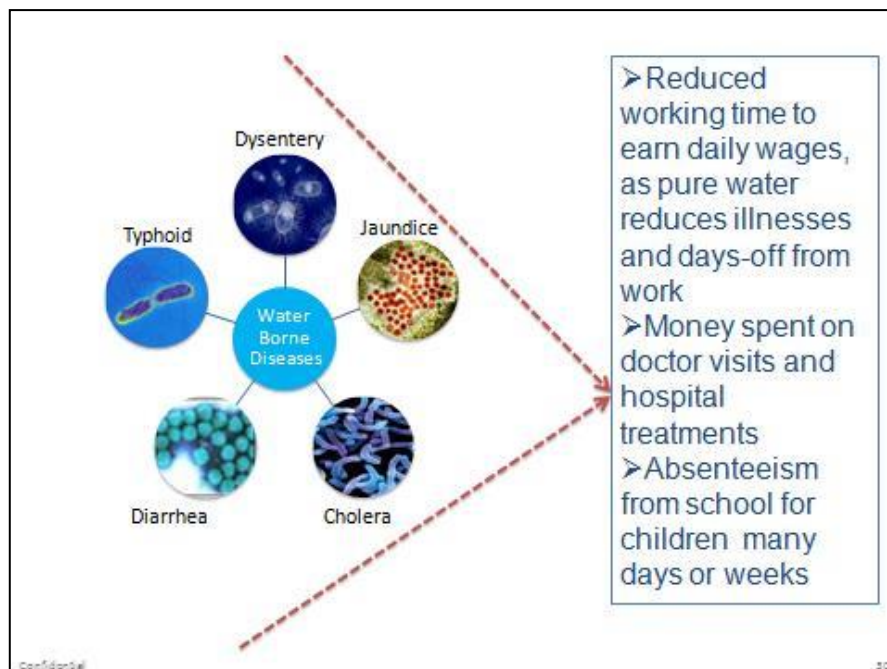 Dysentery
Typhoid
Jaundice
Water
Borne
Diseases
Diarrhea
Cholera
➢Reduced
working time to
earn daily wages,
as pure water
reduces illnesses
and days-off from
work
➢Money spent on
doctor visits and
hospital
treatments
➢Absenteeism
from school for
children many
days or weeks
Confidential